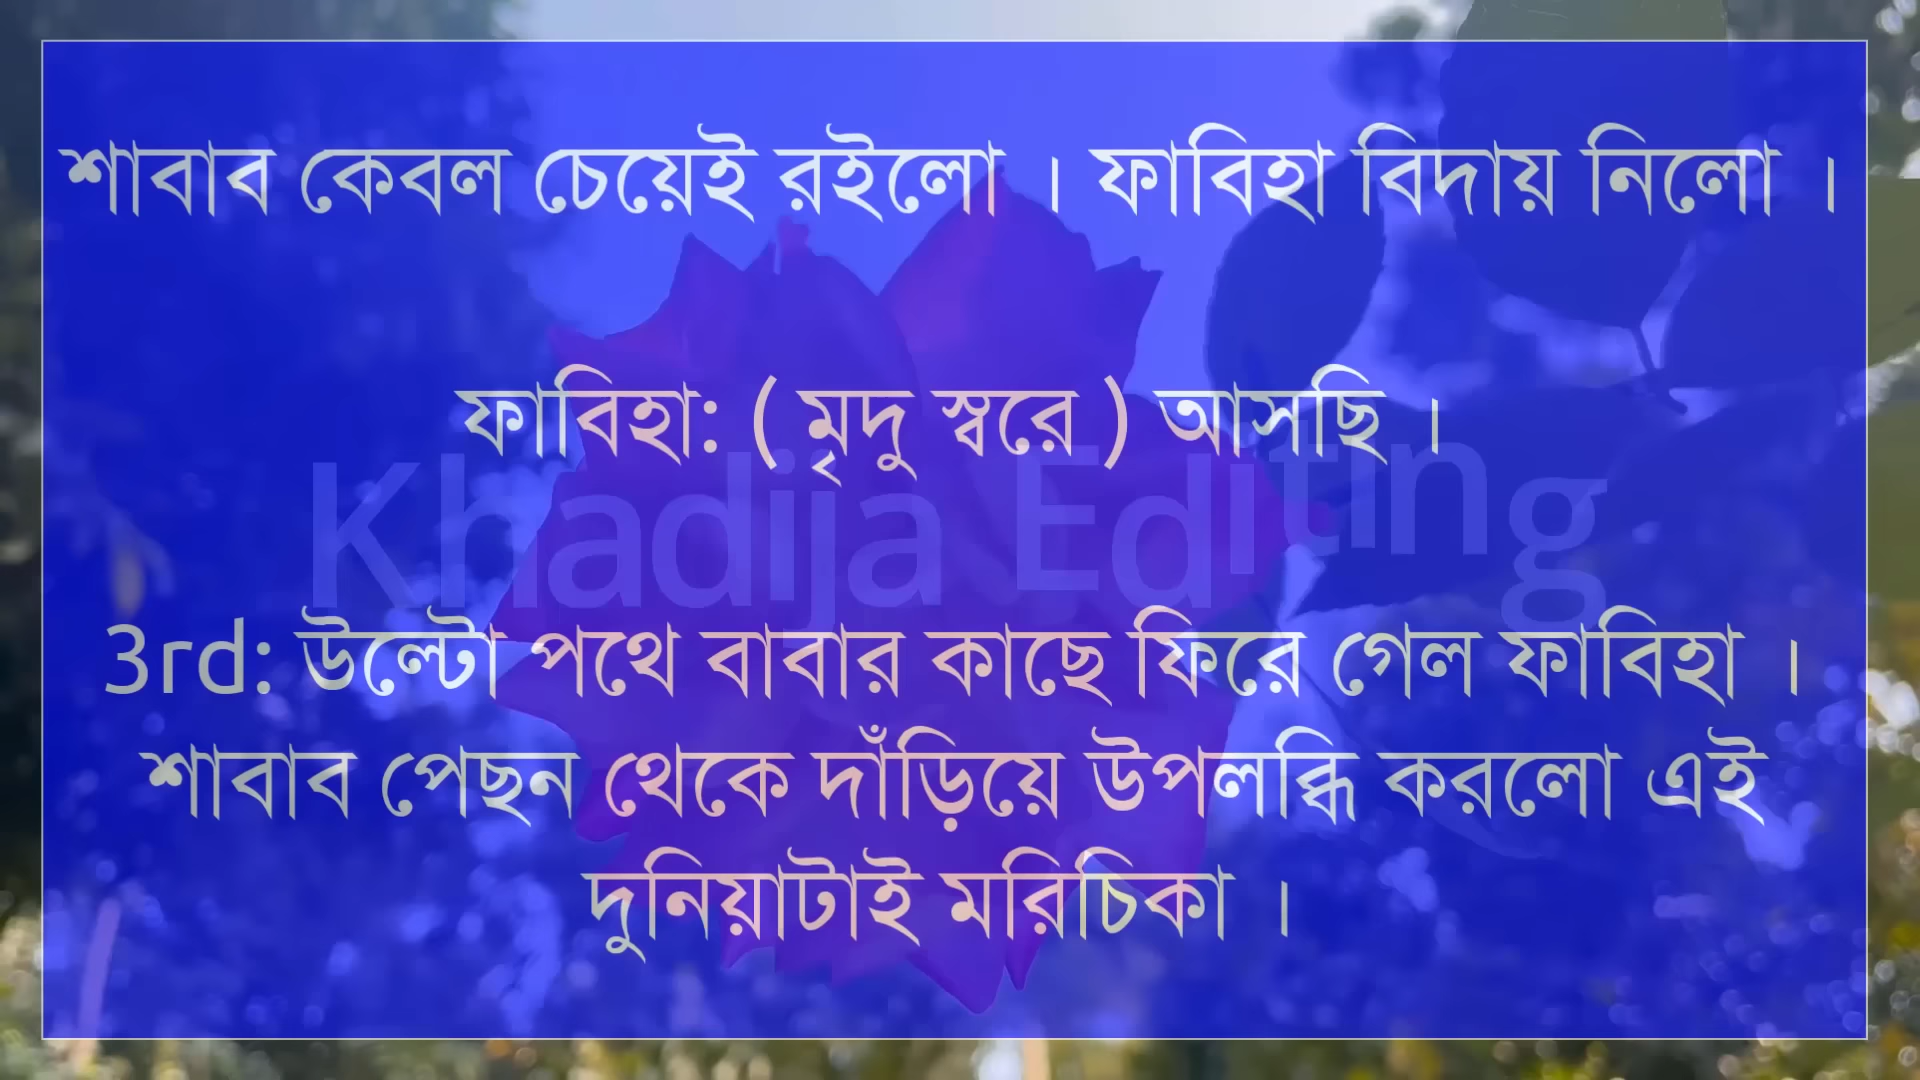 শাবাব কেবল চেয়েই রইলো । ফাবিহা বিদায় নিলো ।
ফাবিহা: ( মৃদু স্বরে ) আসছি ।
Khadija Editing
3rd: উল্টো পথে বাবার কাছে ফিরে গেল ফাবিহা ।
শাবাব পেছন থেকে দাঁড়িয়ে উপলব্ধি করলো এই
দুনিয়াটাই মরিচিকা ।